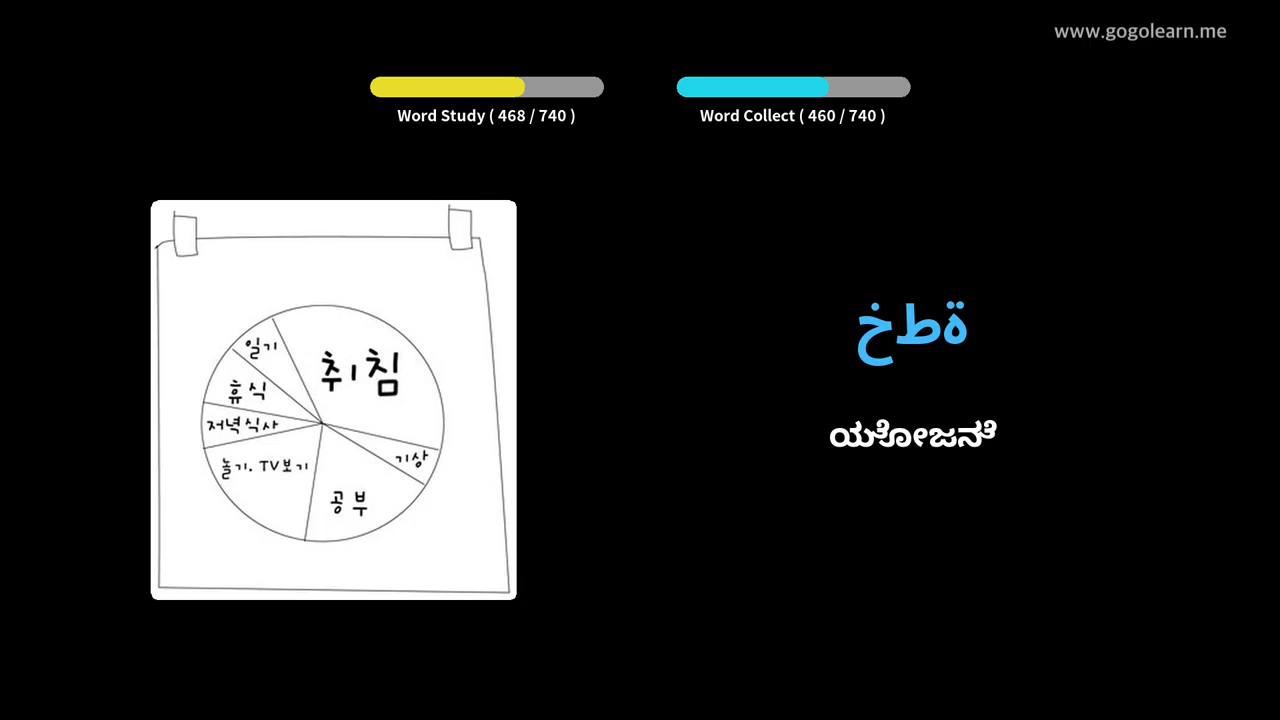 www.gogolearn.me
Word Study ( 468 / 740 )
Word Collect ( 460 / 740 )
일기
취침
휴식
저녁식사
기상
놀기. TV보기
공부
خطة
ಯೋಜನೆ